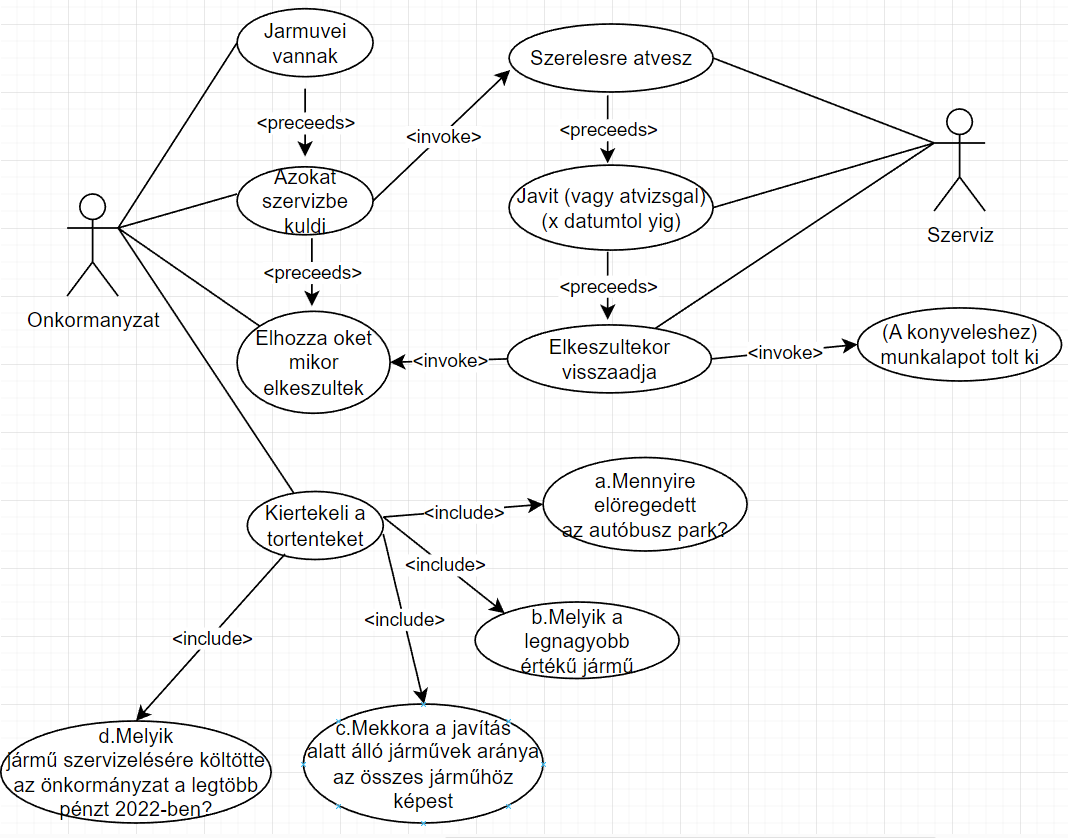 Jarmuvei
vannak
<preceeds>
Azokat
szervizbe
kuldi
<preceeds>
Elhozza oket
mikor
elkeszultek
Onkormanyzat
<invoke>
Szerelesre atvesz
<preceeds>
Javit (vagy atvizsgal)
(x datumtol yig)
<preceeds>
Elkeszultekor
visszaadja
<invoke>
<invoke>
(A konyveleshez)
munkalapot tolt ki
Szerviz
Kiertekeli a
tortenteket
<include>
a.Mennyire
elöregedett
az autóbusz park?
<include>
b.Melyik a
legnagyobb
értékű jármű
<include>
c.Mekkora a javítás
alatt álló járművek aránya
az összes járműhöz
képest
<include>
d.Melyik
jármű szervizelésére költötte
az önkormányzat a legtöbb
pénzt 2022-ben?